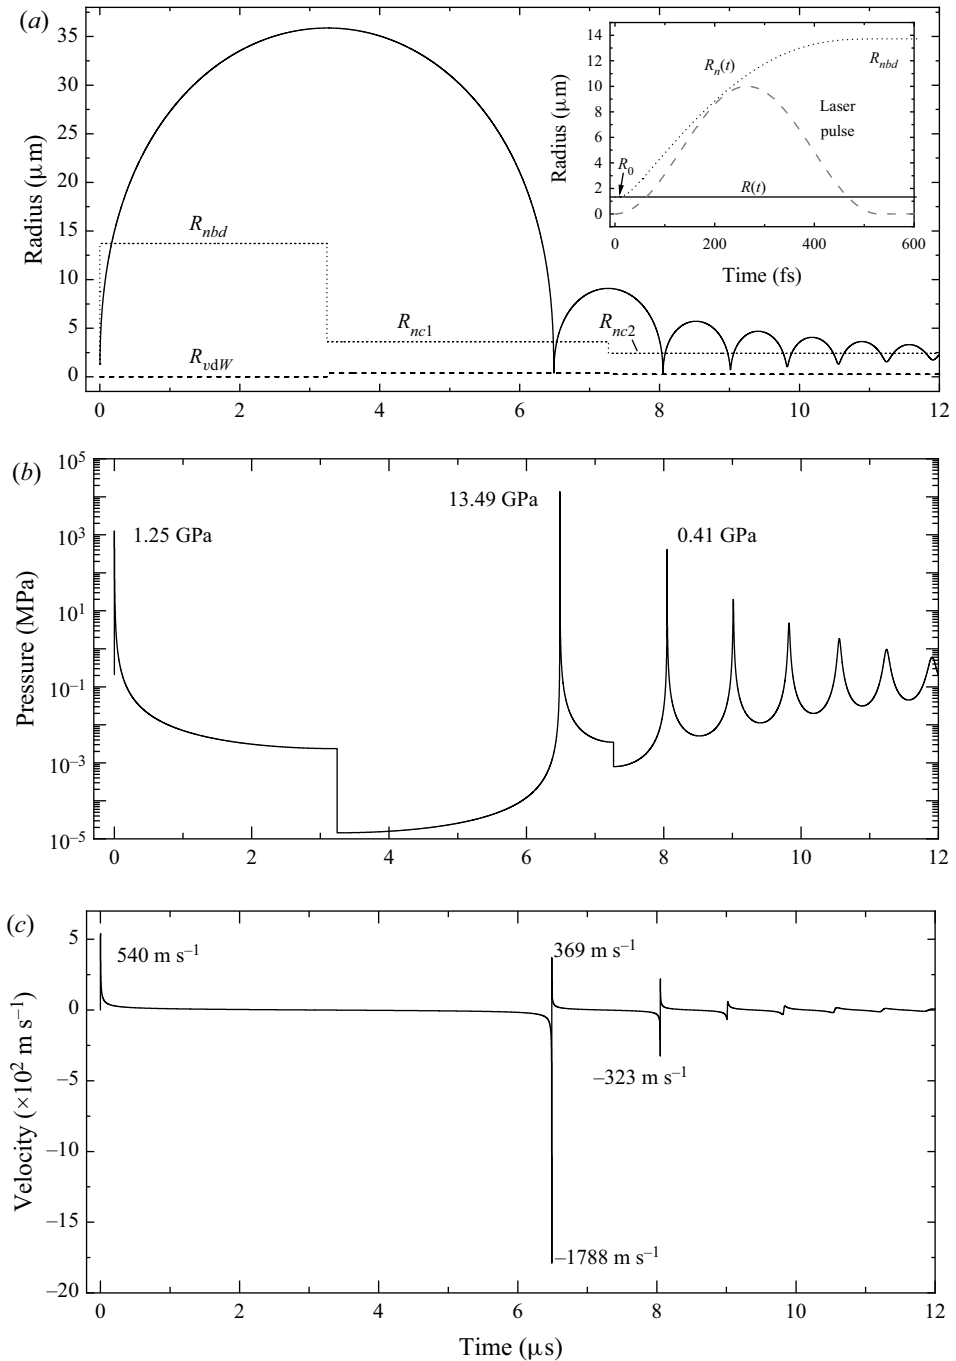 (a)
35
30
25
20
15
10
5
0
Radius (μm)
R_nbd
R_nc1
R_nc2
R_vdW
0 2 4 6 8 10 12
14
12
10
8
6
4
2
0
Radius (μm)
R_n(t)
R_nbd
Laser
pulse
R_0
R(t)
0 200 400 600
Time (fs)
(b)
10^5
10^3
10^1
10^–1
10^–3
10^–5
Pressure (MPa)
1.25 GPa
13.49 GPa
0.41 GPa
0 2 4 6 8 10 12
(c)
5
0
–5
–10
–15
–20
Velocity (×10^2 m s^–1)
540 m s^–1
369 m s^–1
–323 m s^–1
–1788 m s^–1
0 2 4 6 8 10 12
Time (μs)